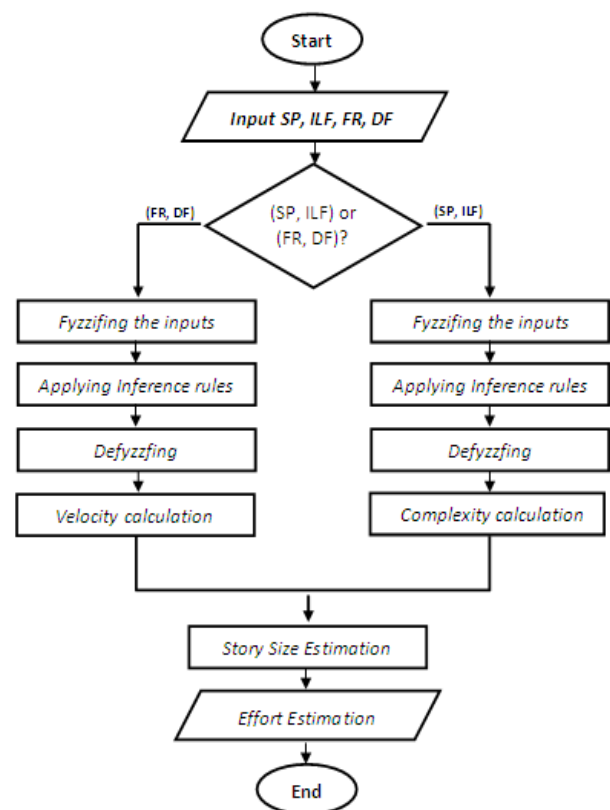 Start
Input SP, ILF, FR, DF
(FR, DF)
(SP, ILF) or
(FR, DF)?
(SP, ILF)
Fyzzifing the inputs
Fyzzifing the inputs
Applying Inference rules
Applying Inference rules
Defyzzfing
Defyzzfing
Velocity calculation
Complexity calculation
Story Size Estimation
Effort Estimation
End